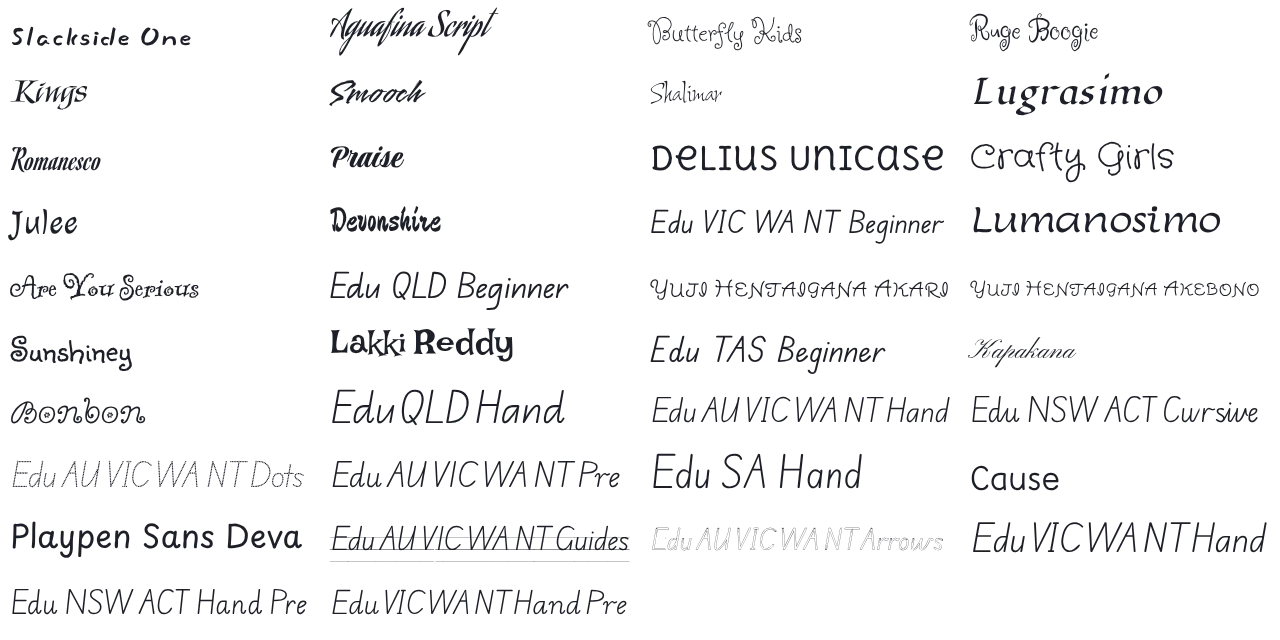 Slackside One
Aguafina Script
Butterfly Kids
Ruge Boogie
Kings
Smooch
Shalimar
Lugrasimo
Romanesco
Praise
Delius Unicase
Crafty Girls
Julee
Devonshire
Edu VIC WA NT Beginner
Lumanosimo
Are You Serious
Edu QLD Beginner
Yuji Hentaigana Akari
Yuji Hentaigana Akebono
Sunshiney
Lakki Reddy
Edu TAS Beginner
Kapakana
Bonbon
Edu QLD Hand
Edu AU VIC WA NT Hand
Edu NSW ACT Cursive
Edu AU VIC WA NT Dots
Edu AU VIC WA NT Pre
Edu SA Hand
Cause
Playpen Sans Deva
Edu AU VIC WA NT Guides
Edu AU VIC WA NT Arrows
Edu VIC WA NT Hand
Edu NSW ACT Hand Pre
Edu VIC WA NT Hand Pre